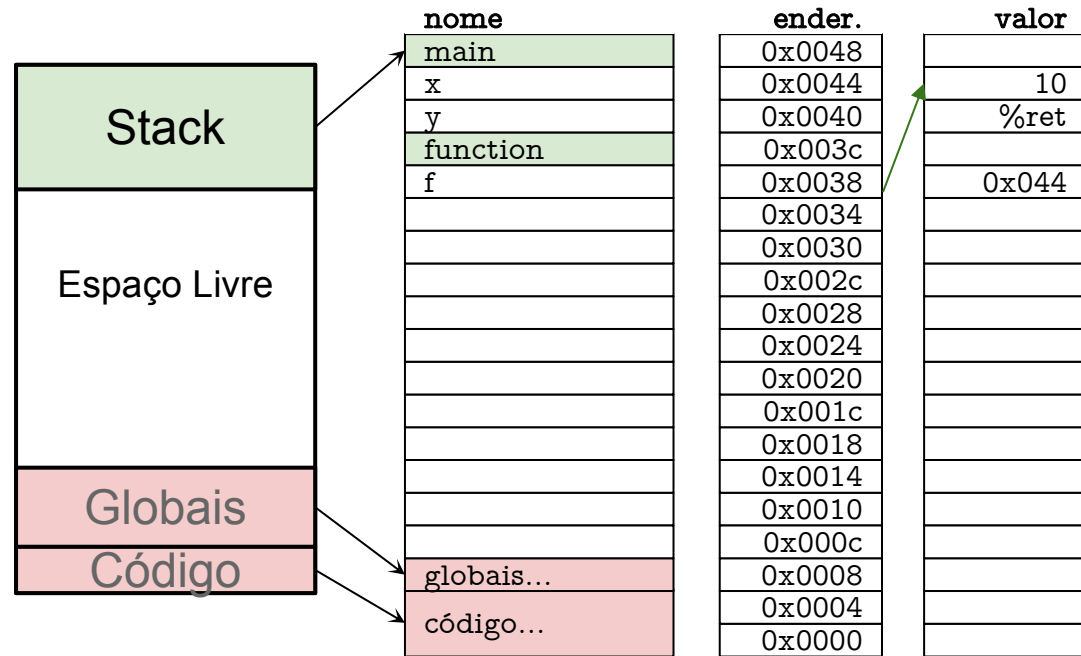 nome ender. valor
main 0x0048
x 0x0044 10
y 0x0040 %ret
function 0x003c
f 0x0038 0x044
0x0034
0x0030
0x002c
0x0028
0x0024
0x0020
0x001c
0x0018
0x0014
0x0010
0x000c
globais... 0x0008
código... 0x0004
0x0000
Stack
Espaço Livre
Globais
Código